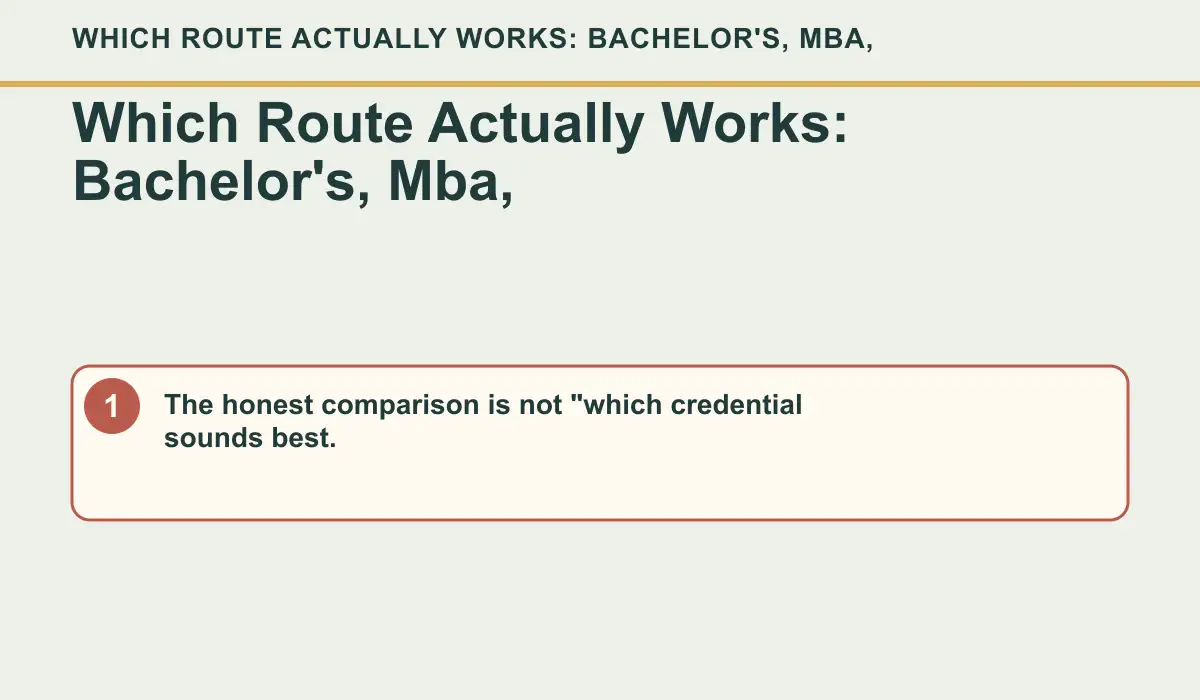 WHICH ROUTE ACTUALLY WORKS: BACHELOR'S, MBA,
Which Route Actually Works:
Bachelor's, Mba,
1
The honest comparison is not "which credential
sounds best.